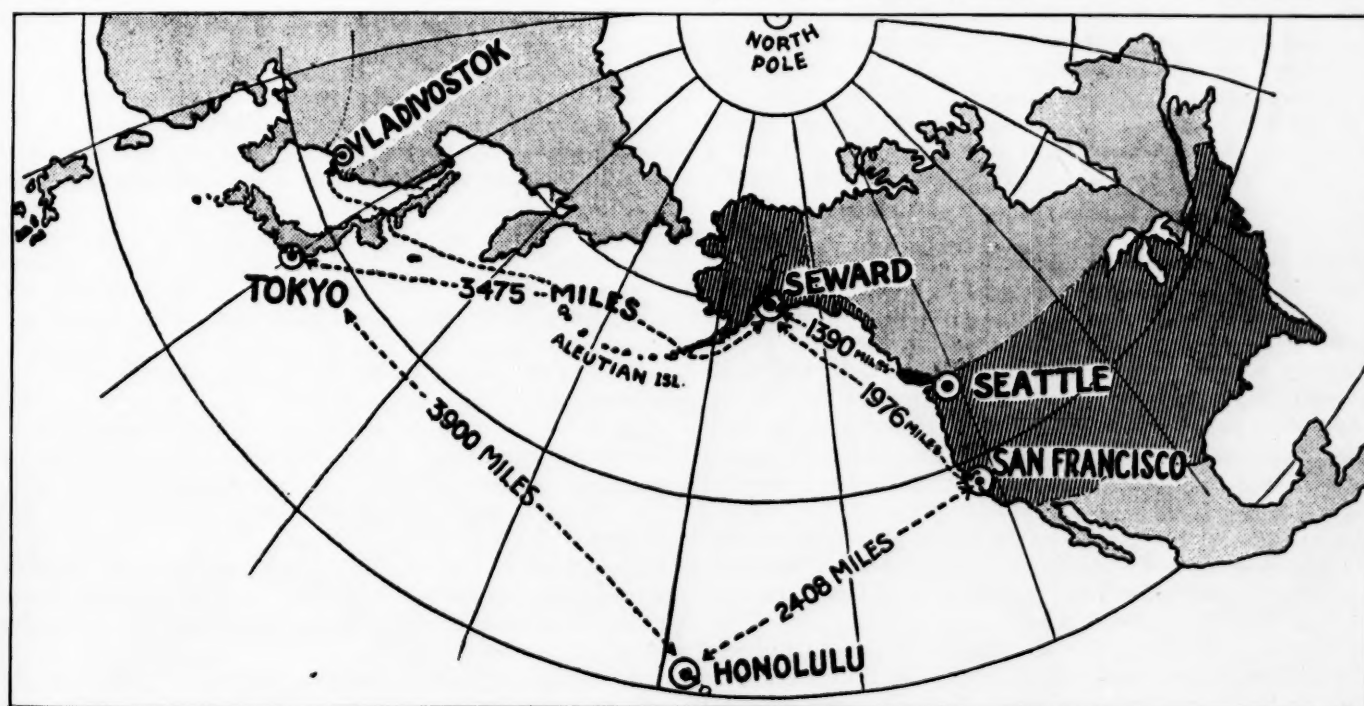 NORTH
POLE
VLADIVOSTOK
TOKYO
3475 MILES
ALEUTIAN ISL.
SEWARD
1390 MILES
1976 MILES
SEATTLE
SAN FRANCISCO
3900 MILES
2408 MILES
HONOLULU